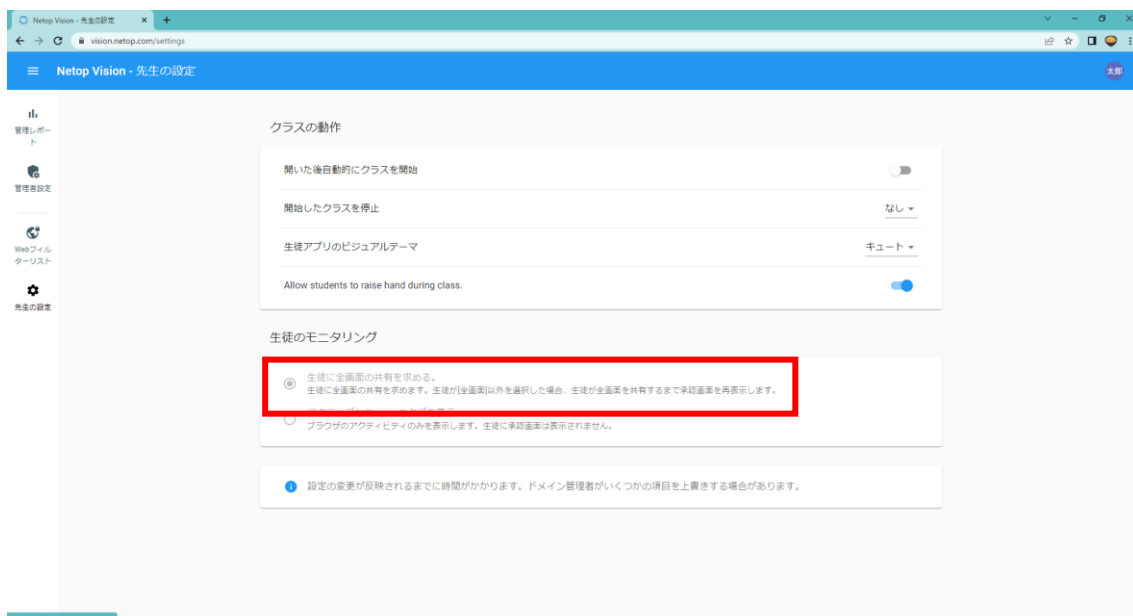 Netop Vision - 先生の設定
vision.netop.com/settings
Netop Vision - 先生の設定
太郎
管理レポー
ト
管理者設定
Webフィル
ターリスト
先生の設定
クラスの動作
開いた後自動的にクラスを開始
開始したクラスを停止
なし
生徒アプリのビジュアルテーマ
キュート
Allow students to raise hand during class.
生徒のモニタリング
生徒に全画面の共有を求める。
生徒に全画面の共有を求めます。生徒が[全画面]以外を選択した場合、生徒が全画面を共有するまで承認画面を再表示します。
ブラウザのアクティビティのみを表示します。生徒に承認画面は表示されません。
設定の変更が反映されるまでに時間がかかります。ドメイン管理者がいくつかの項目を上書きする場合があります。